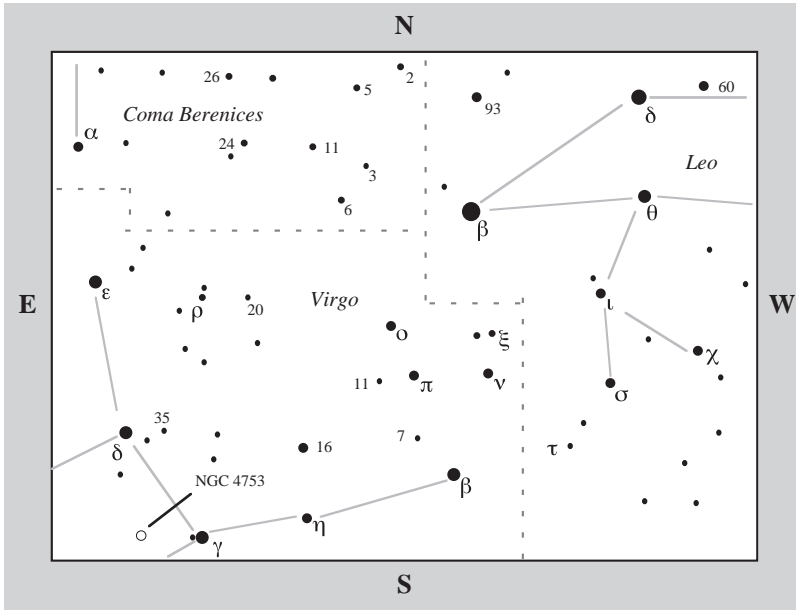 N
2
26
5
60
93
δ
Coma Berenices
α
24
11
Leo
3
6
β
θ
ε
E
ρ
20
Virgo
ι
W
ο
ξ
χ
11
π
ν
σ
35
δ
16
7
τ
NGC 4753
β
η
γ
S